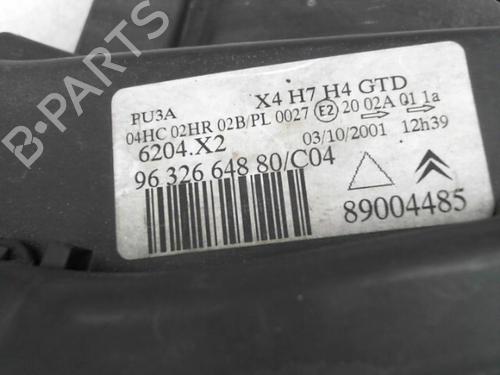 X4 H7 H4 GTD
PU3A
04HC 02HR 02B/PL 0027 E2 20 02A 01 1a
6204.X2
03/10/2001 12h39
96 326 648 80/C04
89004485
B-PARTS